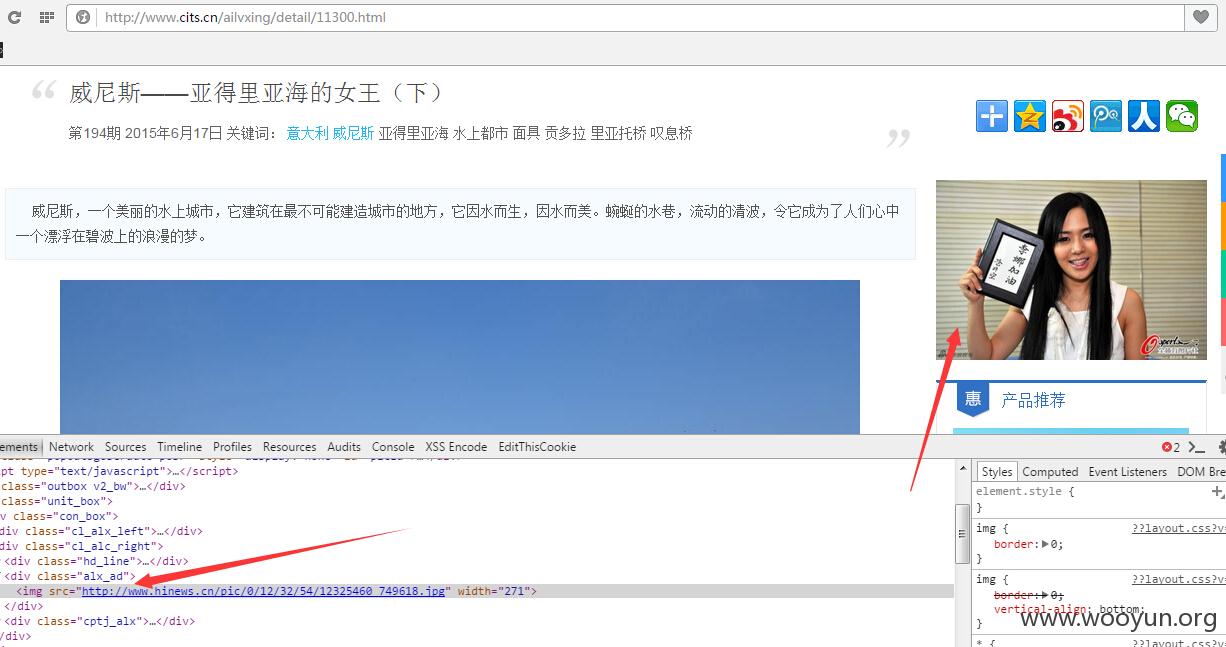 http://www.cits.cn/ailvxing/detail/11300.html
“ 威尼斯——亚得里亚海的女王（下）
第194期 2015年6月17日 关键词： 意大利 威尼斯 亚得里亚海 水上都市 面具 贡多拉 里亚托桥 叹息桥 ”
威尼斯，一个美丽的水上城市，它建筑在最不可能建造城市的地方，它因水而生，因水而美。蜿蜒的水巷，流动的清波，令它成为了人们心中
一个漂浮在碧波上的浪漫的梦。
惠 产品推荐
ements Network Sources Timeline Profiles Resources Audits Console XSS Encode EditThisCookie 2
ipt type="text/javascript">…</script>
class="outbox v2_bw">…</div>
class="unit_box">
v class="con_box">
div class="cl_alx_left">…</div>
div class="cl_alc_right">
<div class="hd_line">…</div>
<div class="alx_ad">
<img src="http://www.hinews.cn/pic/0/12/32/54/12325460_749618.jpg" width="271">
</div>
<div class="cptj_alx">…</div>
/div>
Styles Computed Event Listeners DOM Bre
element.style {
}
img { ??layout.css?v
border:▶0;
}
img { ??layout.css?v
border:▶0;
vertical-align: bottom;
}
* { ??layout.css?v
www.wooyun.org